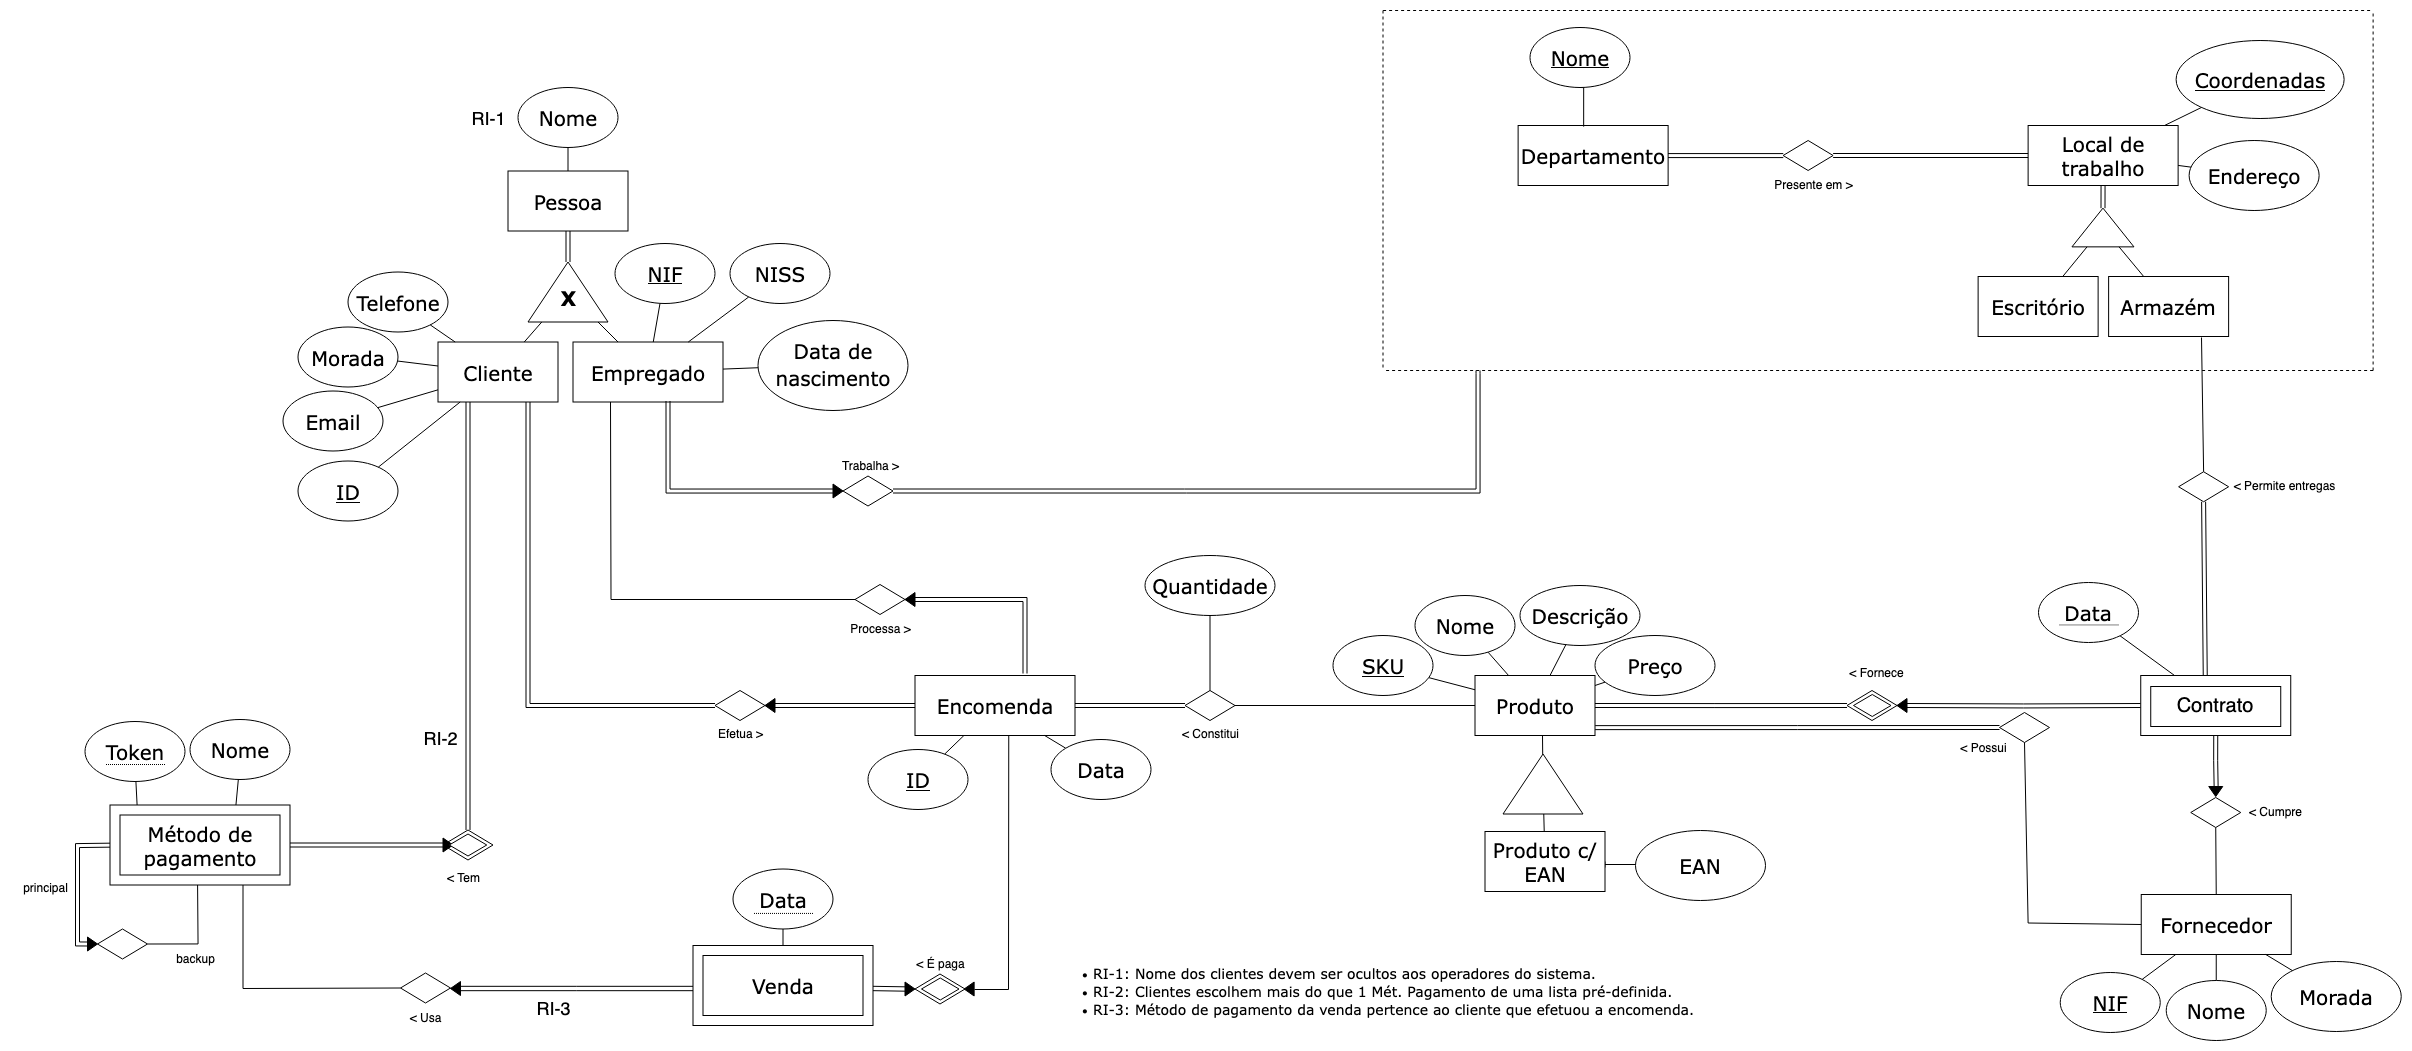 Nome
Coordenadas
RI-1
Nome
Departamento
Local de
trabalho
Presente em >
Endereço
Pessoa
NIF
NISS
X
Telefone
Escritório
Armazém
Morada
Cliente
Empregado
Data de
nascimento
Email
ID
Trabalha >
< Permite entregas
Quantidade
Processa >
SKU
Nome
Descrição
Preço
Data
< Fornece
Encomenda
Produto
Contrato
Efetua >
< Constitui
< Possui
RI-2
Token
Nome
ID
Data
< Cumpre
Método de
pagamento
Produto c/
EAN
EAN
principal
< Tem
Data
backup
Fornecedor
< É paga
Venda
< Usa
RI-3
• RI-1: Nome dos clientes devem ser ocultos aos operadores do sistema.
• RI-2: Clientes escolhem mais do que 1 Mét. Pagamento de uma lista pré-definida.
• RI-3: Método de pagamento da venda pertence ao cliente que efetuou a encomenda.
NIF
Nome
Morada